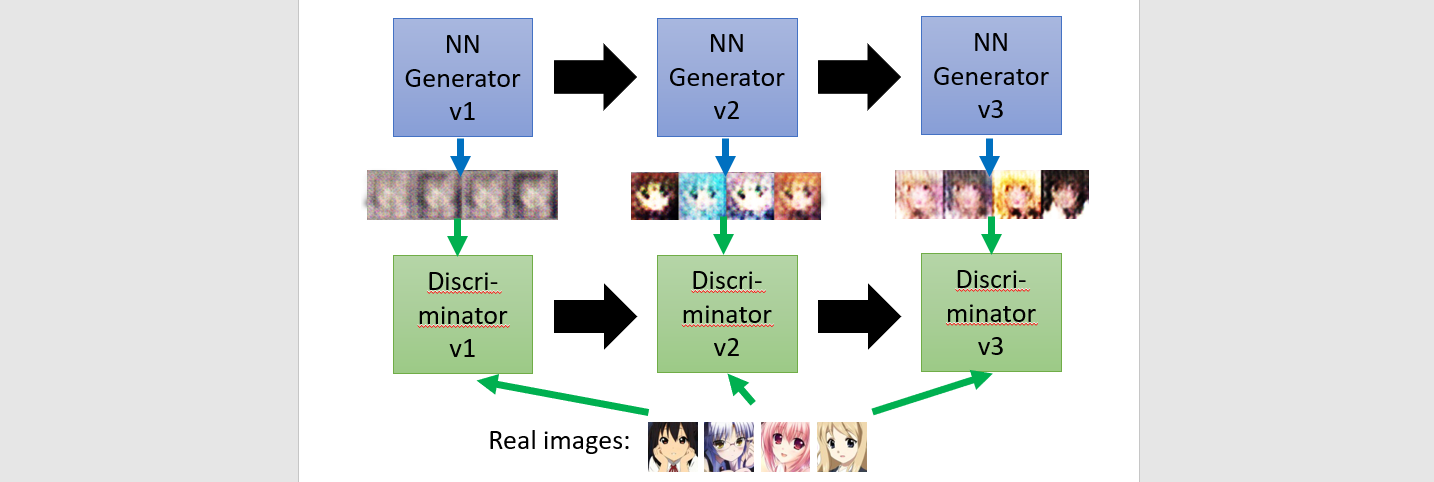 NN
Generator
v1
NN
Generator
v2
NN
Generator
v3
Discri-
minator
v1
Discri-
minator
v2
Discri-
minator
v3
Real images: